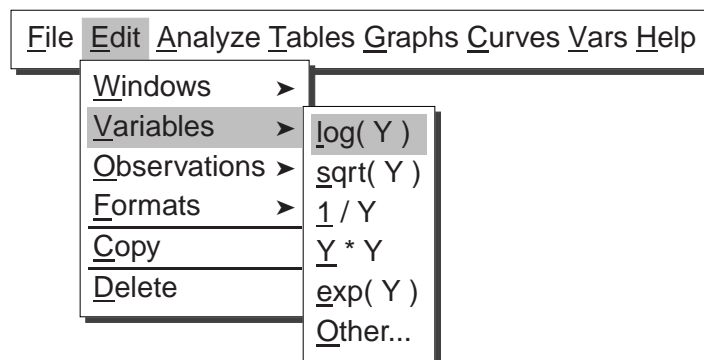 File Edit Analyze Tables Graphs Curves Vars Help
Windows ➤
Variables ➤
Observations ➤
Formats ➤
Copy
Delete
log( Y )
sqrt( Y )
1 / Y
Y * Y
exp( Y )
Other...